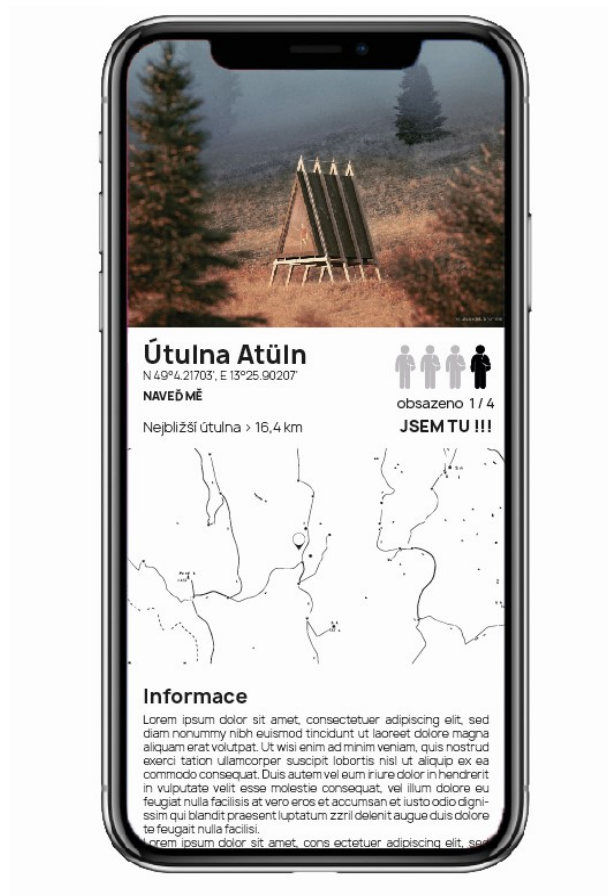 Útulna Atüln
N 49°4.21703', E 13°25.90207'
NAVEĎ MĚ
obsazeno 1 / 4
Nejbližší útulna > 16,4 km
JSEM TU !!!
Informace
Lorem ipsum dolor sit amet, consectetuer adipiscing elit, sed
diam nonummy nibh euismod tincidunt ut laoreet dolore magna
aliquam erat volutpat. Ut wisi enim ad minim veniam, quis nostrud
exerci tation ullamcorper suscipit lobortis nisl ut aliquip ex ea
commodo consequat. Duis autem vel eum iriure dolor in hendrerit
in vulputate velit esse molestie consequat, vel illum dolore eu
feugiat nulla facilisis at vero eros et accumsan et iusto odio digni-
ssim qui blandit praesent luptatum zzril delenit augue duis dolore
te feugait nulla facilisi.
Lorem ipsum dolor sit amet, cons ectetuer adipiscing elit, sed